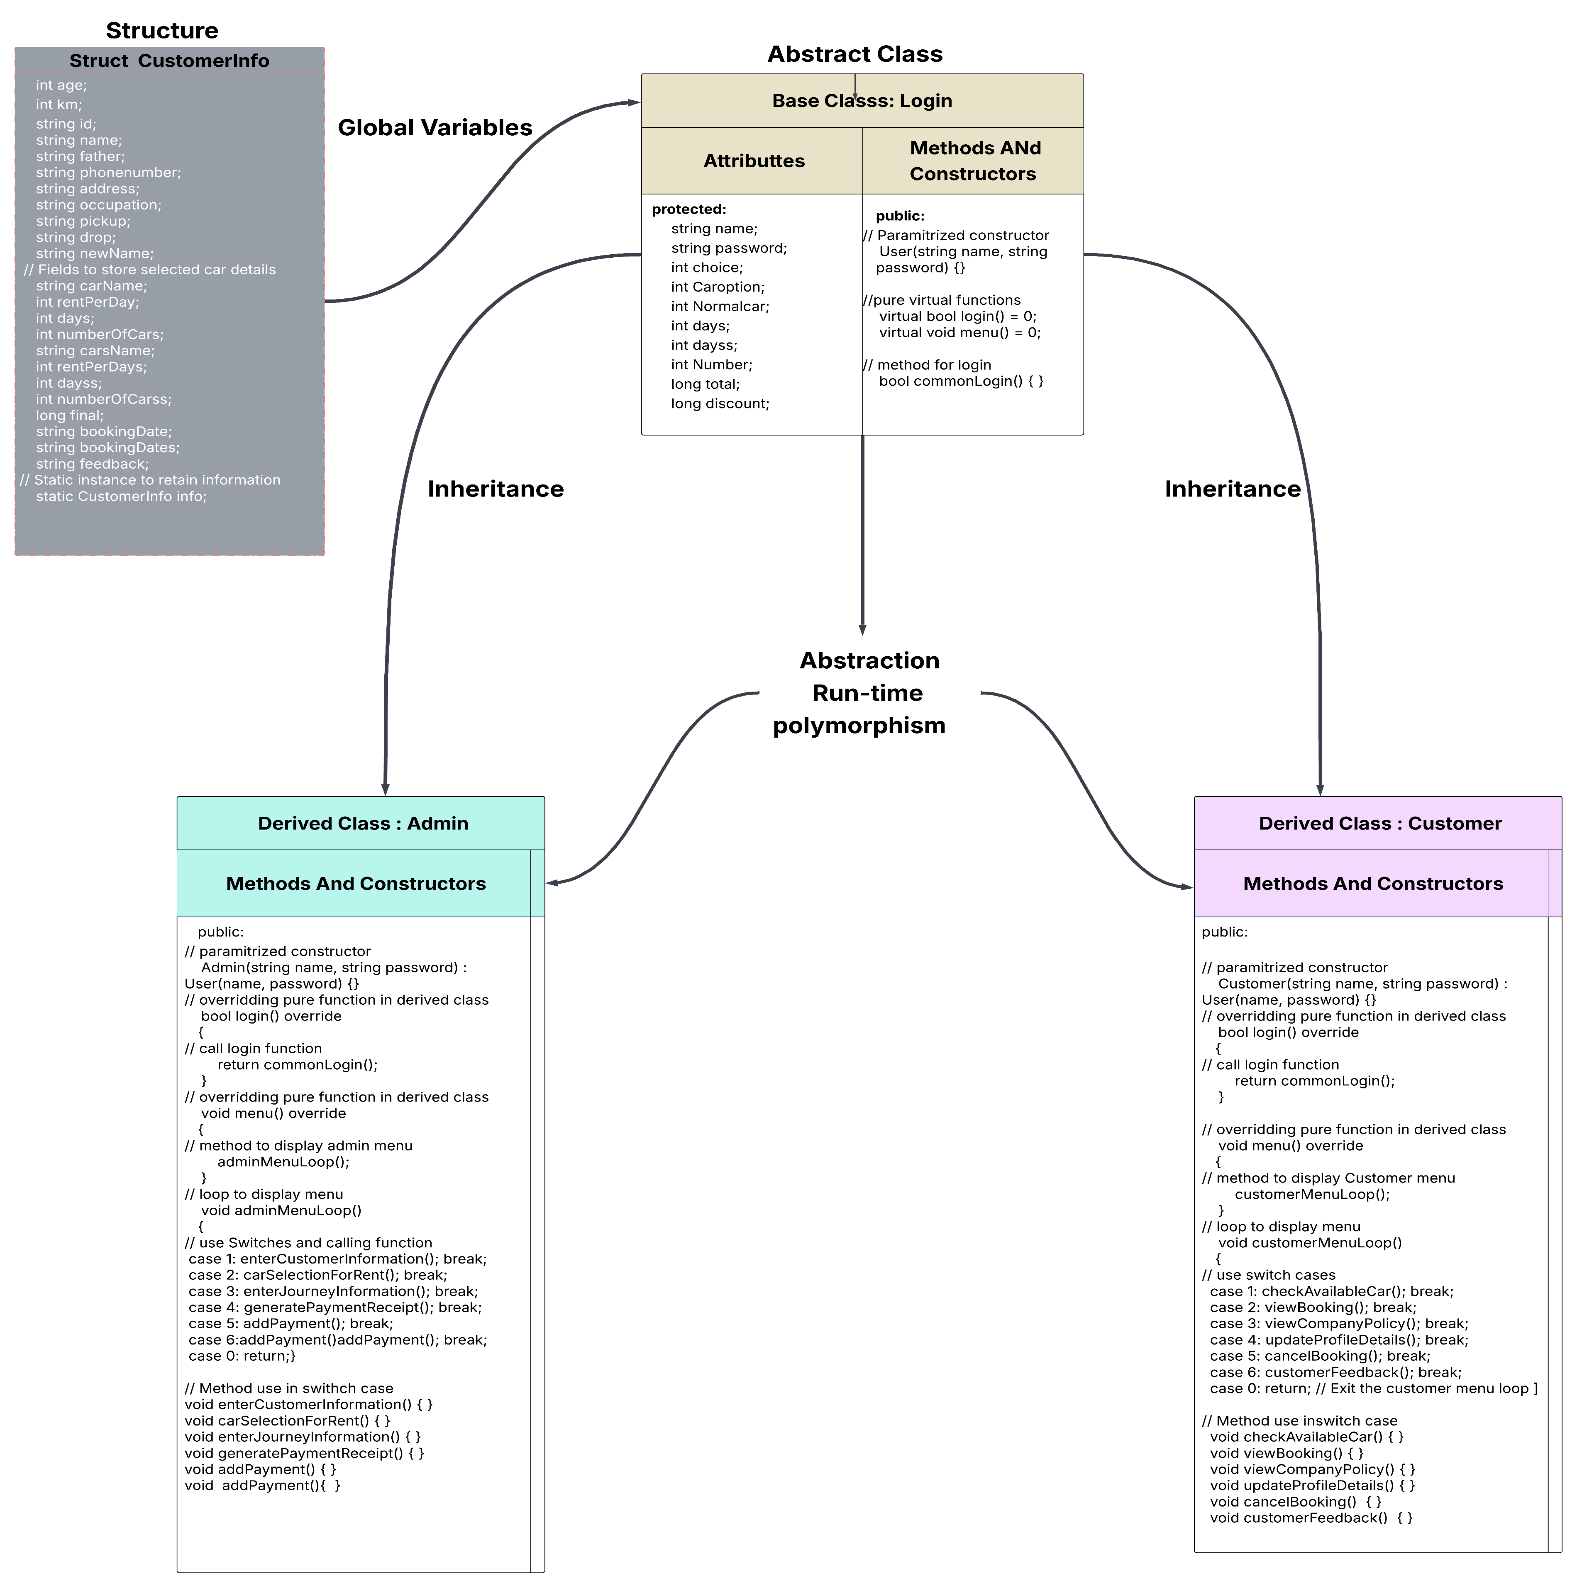 Structure
Struct  CustomerInfo
int age;
int km;
string id;
string name;
string father;
string phonenumber;
string address;
string occupation;
string pickup;
string drop;
string newName;
// Fields to store selected car details
string carName;
int rentPerDay;
int days;
int numberOfCars;
string carsName;
int rentPerDays;
int dayss;
int numberOfCarss;
long final;
string bookingDate;
string bookingDates;
string feedback;
// Static instance to retain information
static CustomerInfo info;
Global Variables
Abstract Class
Base Classs: Login
Attributtes
Methods ANd
Constructors
protected:
string name;
string password;
int choice;
int Caroption;
int Normalcar;
int days;
int dayss;
int Number;
long total;
long discount;
public:
// Paramitrized constructor
User(string name, string
password) {}
//pure virtual functions
virtual bool login() = 0;
virtual void menu() = 0;
// method for login
bool commonLogin() { }
Inheritance
Inheritance
Abstraction
Run-time
polymorphism
Derived Class : Admin
Methods And Constructors
public:
// paramitrized constructor
Admin(string name, string password) :
User(name, password) {}
// overridding pure function in derived class
bool login() override
{
// call login function
return commonLogin();
}
// overridding pure function in derived class
void menu() override
{
// method to display admin menu
adminMenuLoop();
}
// loop to display menu
void adminMenuLoop()
{
// use Switches and calling function
case 1: enterCustomerInformation(); break;
case 2: carSelectionForRent(); break;
case 3: enterJourneyInformation(); break;
case 4: generatePaymentReceipt(); break;
case 5: addPayment(); break;
case 6:addPayment()addPayment(); break;
case 0: return;}
// Method use in swithch case
void enterCustomerInformation() { }
void carSelectionForRent() { }
void enterJourneyInformation() { }
void generatePaymentReceipt() { }
void addPayment() { }
void  addPayment(){  }
Derived Class : Customer
Methods And Constructors
public:
// paramitrized constructor
Customer(string name, string password) :
User(name, password) {}
// overridding pure function in derived class
bool login() override
{
// call login function
return commonLogin();
}
// overridding pure function in derived class
void menu() override
{
// method to display Customer menu
customerMenuLoop();
}
// loop to display menu
void customerMenuLoop()
{
// use switch cases
case 1: checkAvailableCar(); break;
case 2: viewBooking(); break;
case 3: viewCompanyPolicy(); break;
case 4: updateProfileDetails(); break;
case 5: cancelBooking(); break;
case 6: customerFeedback(); break;
case 0: return; // Exit the customer menu loop ]
// Method use inswitch case
void checkAvailableCar() { }
void viewBooking() { }
void viewCompanyPolicy() { }
void updateProfileDetails() { }
void cancelBooking()  { }
void customerFeedback()  { }